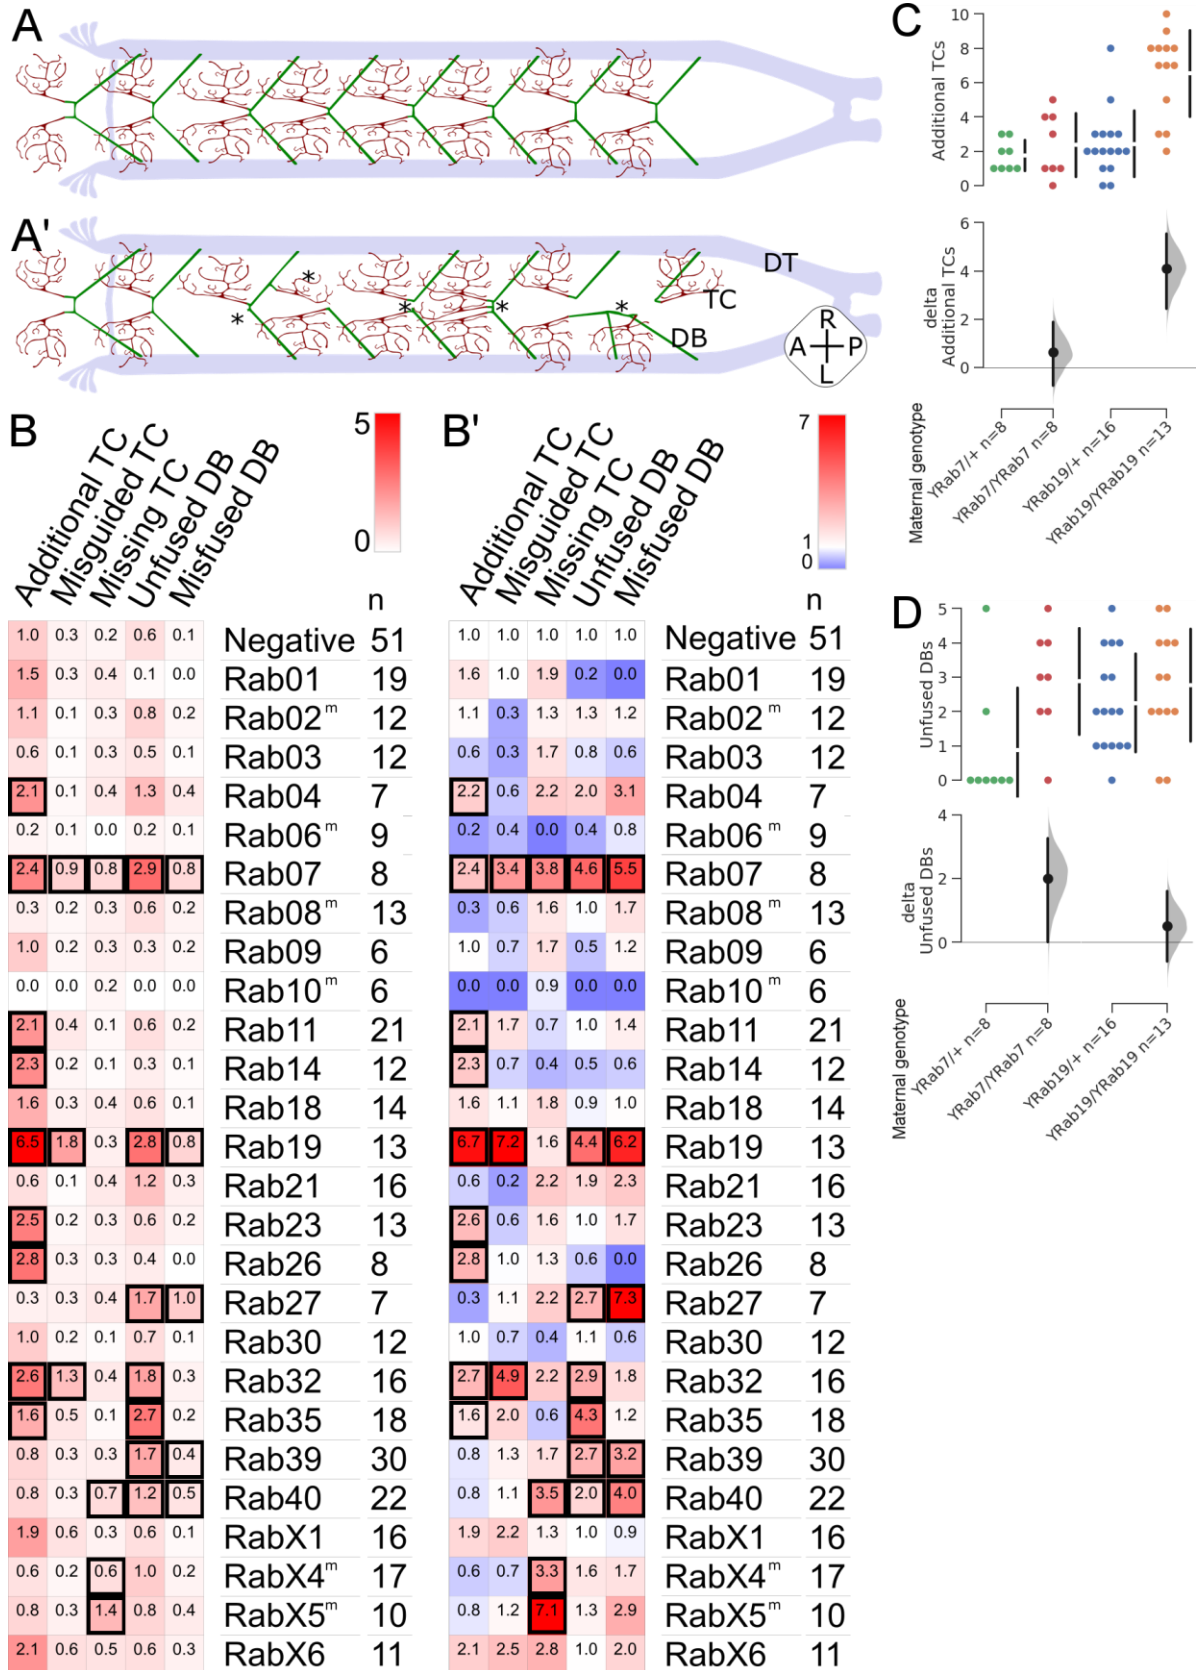 A
A'
*
*
*
*
*
DT
TC
DB
R
A
P
L
B
5
0
Additional TC
Misguided TC
Missing TC
Unfused DB
Misfused DB
n
1.0 0.3 0.2 0.6 0.1 Negative 51
1.5 0.3 0.4 0.1 0.0 Rab01 19
1.1 0.1 0.3 0.8 0.2 Rab02 m 12
0.6 0.1 0.3 0.5 0.1 Rab03 12
2.1 0.1 0.4 1.3 0.4 Rab04 7
0.2 0.1 0.0 0.2 0.1 Rab06 m 9
2.4 0.9 0.8 2.9 0.8 Rab07 8
0.3 0.2 0.3 0.6 0.2 Rab08 m 13
1.0 0.2 0.3 0.3 0.2 Rab09 6
0.0 0.0 0.2 0.0 0.0 Rab10 m 6
2.1 0.4 0.1 0.6 0.2 Rab11 21
2.3 0.2 0.1 0.3 0.1 Rab14 12
1.6 0.3 0.4 0.6 0.1 Rab18 14
6.5 1.8 0.3 2.8 0.8 Rab19 13
0.6 0.1 0.4 1.2 0.3 Rab21 16
2.5 0.2 0.3 0.6 0.2 Rab23 13
2.8 0.3 0.3 0.4 0.0 Rab26 8
0.3 0.3 0.4 1.7 1.0 Rab27 7
1.0 0.2 0.1 0.7 0.1 Rab30 12
2.6 1.3 0.4 1.8 0.3 Rab32 16
1.6 0.5 0.1 2.7 0.2 Rab35 18
0.8 0.3 0.3 1.7 0.4 Rab39 30
0.8 0.3 0.7 1.2 0.5 Rab40 22
1.9 0.6 0.3 0.6 0.1 RabX1 16
0.6 0.2 0.6 1.0 0.2 RabX4 m 17
0.8 0.3 1.4 0.8 0.4 RabX5 m 10
2.1 0.6 0.5 0.6 0.3 RabX6 11
B'
7
1
0
Additional TC
Misguided TC
Missing TC
Unfused DB
Misfused DB
n
1.0 1.0 1.0 1.0 1.0 Negative 51
1.6 1.0 1.9 0.2 0.0 Rab01 19
1.1 0.3 1.3 1.3 1.2 Rab02 m 12
0.6 0.3 1.7 0.8 0.6 Rab03 12
2.2 0.6 2.2 2.0 3.1 Rab04 7
0.2 0.4 0.0 0.4 0.8 Rab06 m 9
2.4 3.4 3.8 4.6 5.5 Rab07 8
0.3 0.6 1.6 1.0 1.7 Rab08 m 13
1.0 0.7 1.7 0.5 1.2 Rab09 6
0.0 0.0 0.9 0.0 0.0 Rab10 m 6
2.1 1.7 0.7 1.0 1.4 Rab11 21
2.3 0.7 0.4 0.5 0.6 Rab14 12
1.6 1.1 1.8 0.9 1.0 Rab18 14
6.7 7.2 1.6 4.4 6.2 Rab19 13
0.6 0.2 2.2 1.9 2.3 Rab21 16
2.6 0.6 1.6 1.0 1.7 Rab23 13
2.8 1.0 1.3 0.6 0.0 Rab26 8
0.3 1.1 2.2 2.7 7.3 Rab27 7
1.0 0.7 0.4 1.1 0.6 Rab30 12
2.7 4.9 2.2 2.9 1.8 Rab32 16
1.6 2.0 0.6 4.3 1.2 Rab35 18
0.8 1.3 1.7 2.7 3.2 Rab39 30
0.8 1.1 3.5 2.0 4.0 Rab40 22
1.9 2.2 1.3 1.0 0.9 RabX1 16
0.6 0.7 3.3 1.6 1.7 RabX4 m 17
0.8 1.2 7.1 1.3 2.9 RabX5 m 10
2.1 2.5 2.8 1.0 2.0 RabX6 11
C
Additional TCs
10
8
6
4
2
0
delta
Additional TCs
6
4
2
0
Maternal genotype
YRab7/+ n=8
YRab7/YRab7 n=8
YRab19/+ n=16
YRab19/YRab19 n=13
D
Unfused DBs
5
4
3
2
1
0
delta
Unfused DBs
4
2
0
Maternal genotype
YRab7/+ n=8
YRab7/YRab7 n=8
YRab19/+ n=16
YRab19/YRab19 n=13